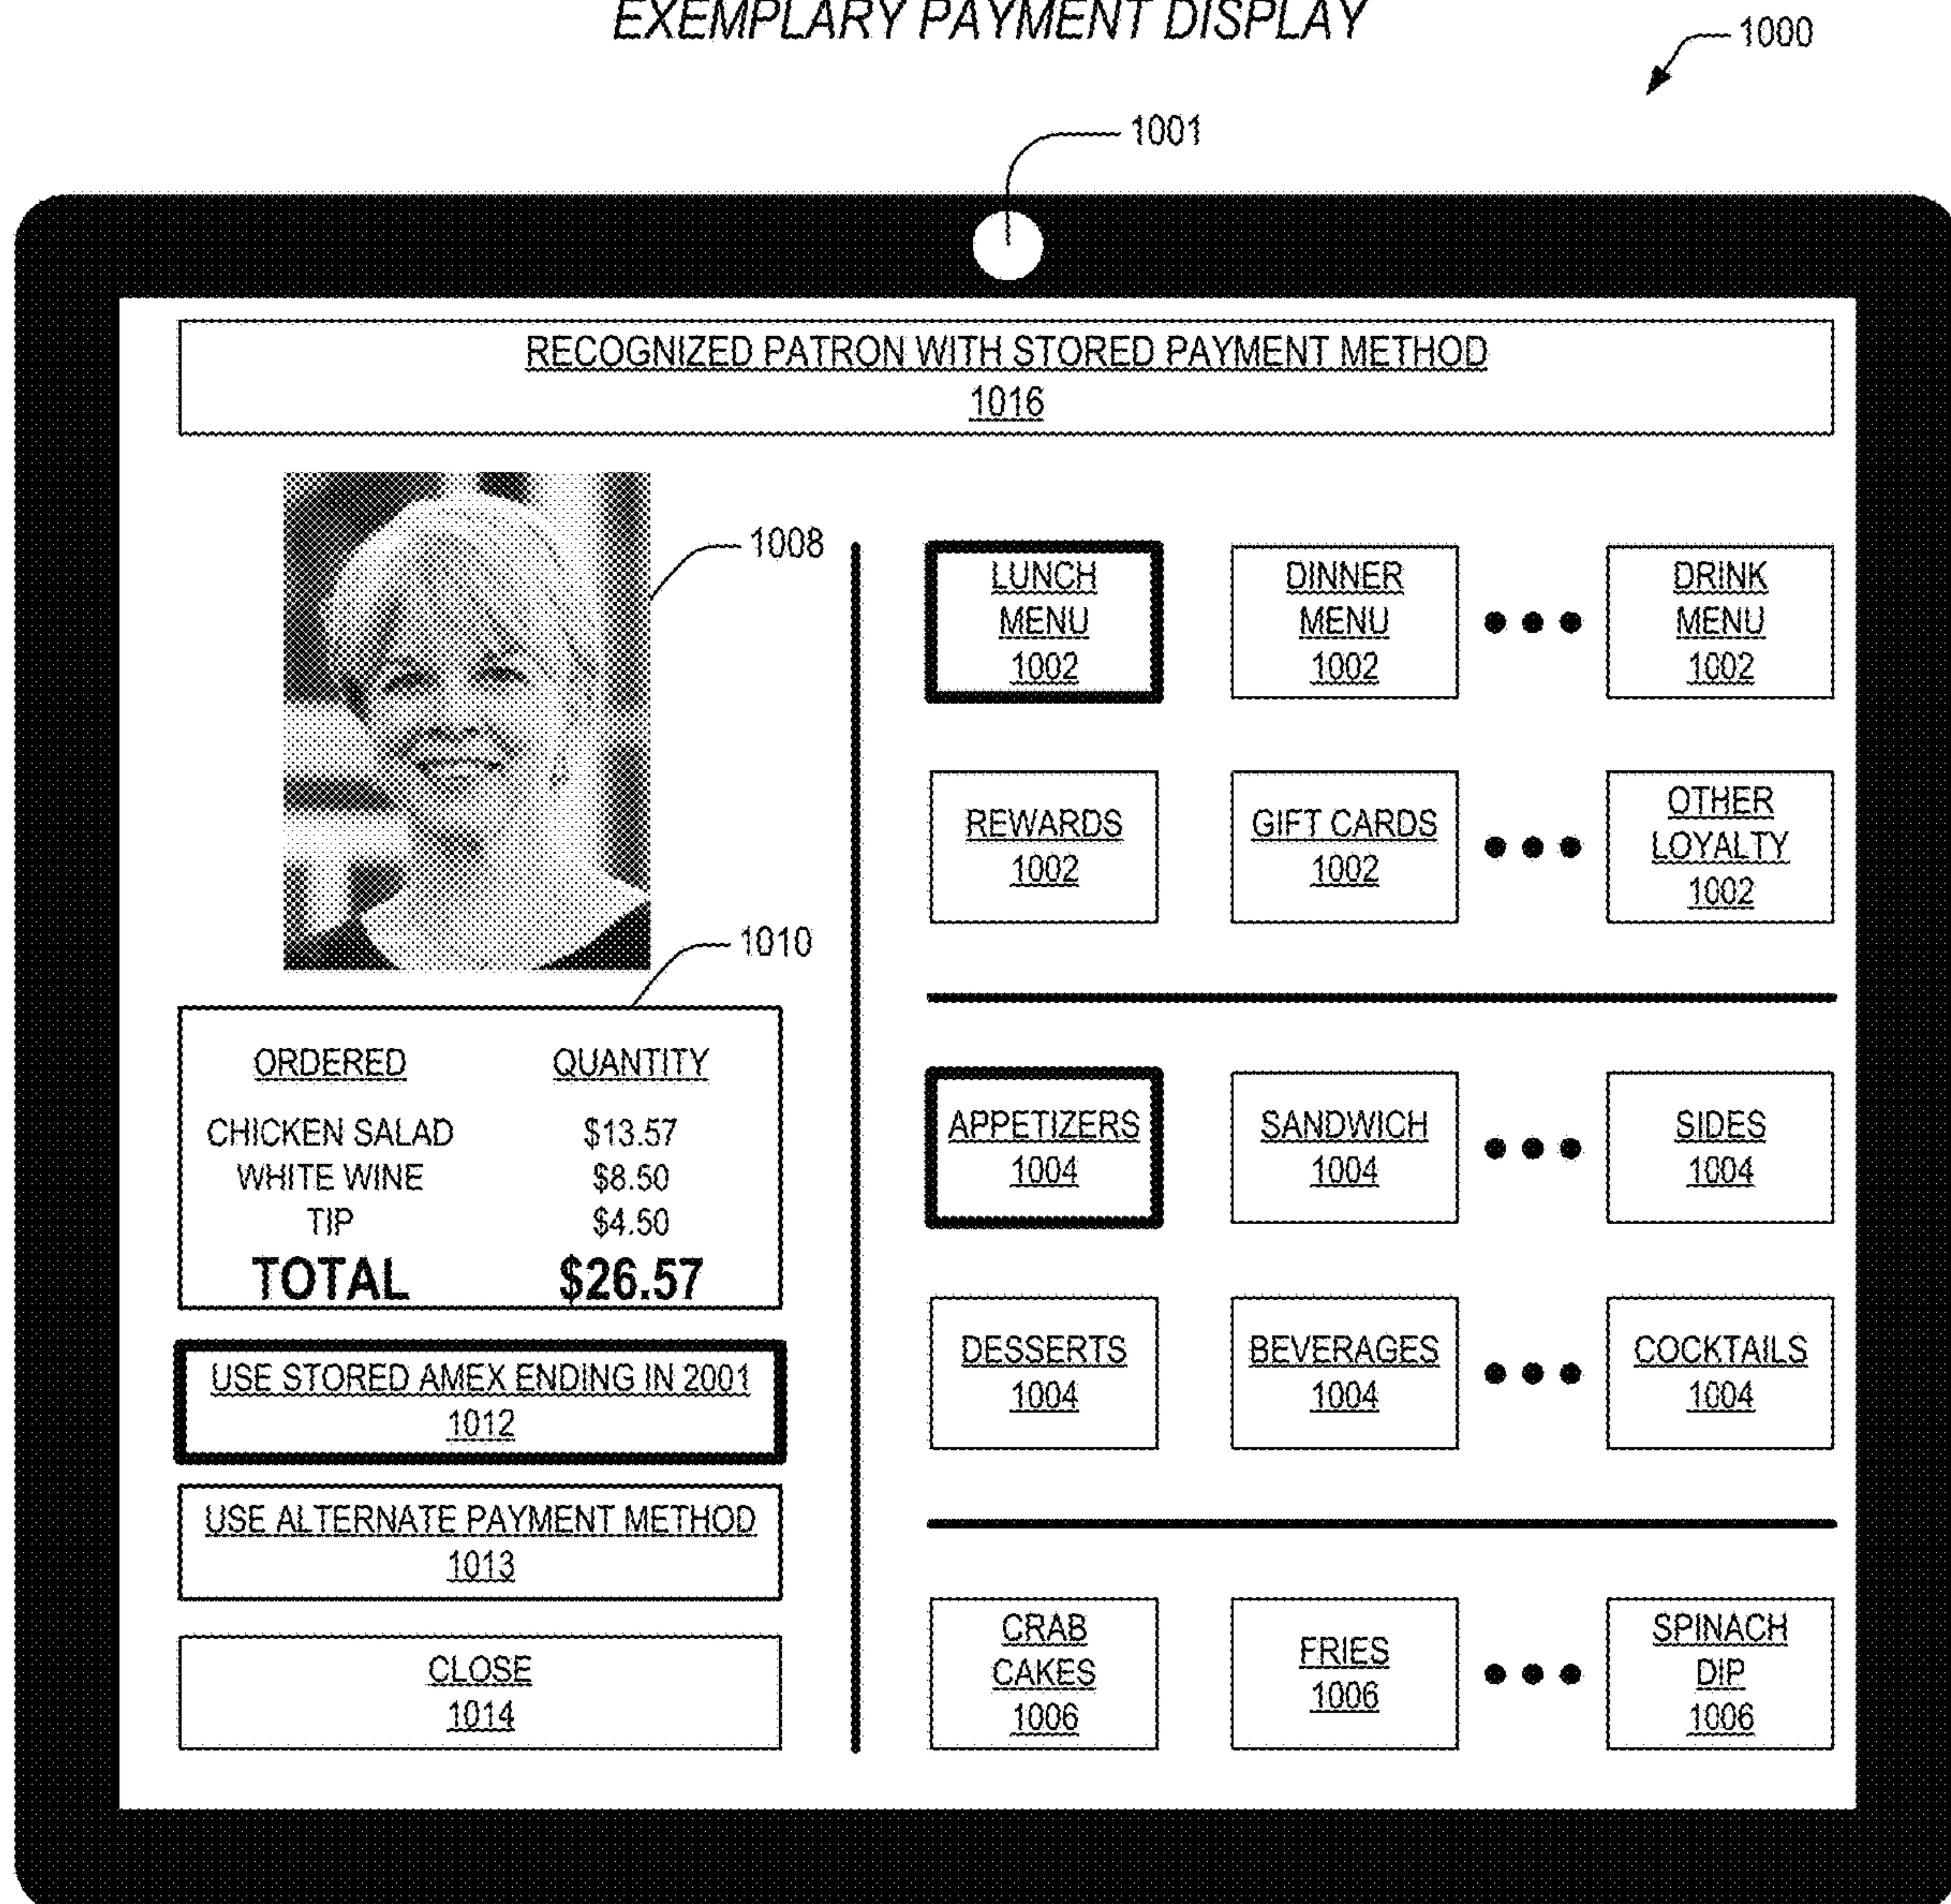 EXEMPLARY PAYMENT DISPLAY
1000
1001
RECOGNIZED PATRON WITH STORED PAYMENT METHOD
1016
1008
1010
ORDERED QUANTITY
CHICKEN SALAD $13.57
WHITE WINE $8.50
TIP $4.50
TOTAL $26.57
USE STORED AMEX ENDING IN 2001
1012
USE ALTERNATE PAYMENT METHOD
1013
CLOSE
1014
LUNCH
MENU
1002
DINNER
MENU
1002
DRINK
MENU
1002
REWARDS
1002
GIFT CARDS
1002
OTHER
LOYALTY
1002
APPETIZERS
1004
SANDWICH
1004
SIDES
1004
DESSERTS
1004
BEVERAGES
1004
COCKTAILS
1004
CRAB
CAKES
1006
FRIES
1006
SPINACH
DIP
1006